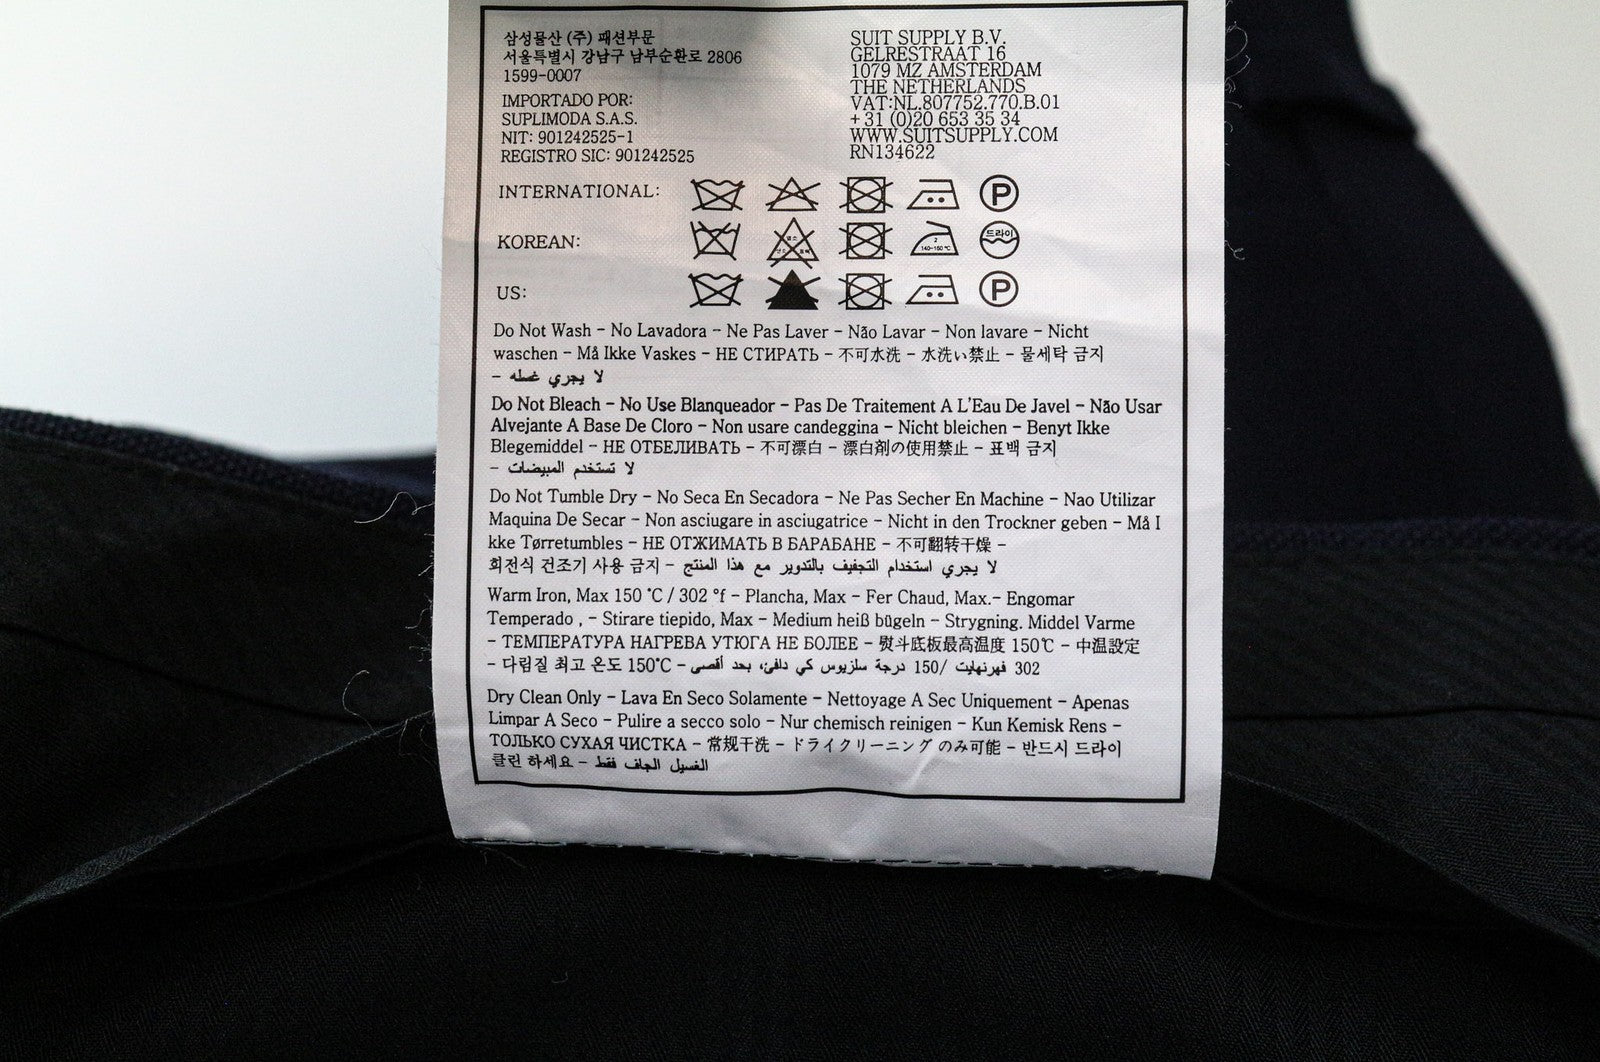 삼성물산 (주) 패션부문
서울특별시 강남구 남부순환로 2806
1599-0007
IMPORTADO POR:
SUPLIMODA S.A.S.
NIT: 901242525-1
REGISTRO SIC: 901242525
SUIT SUPPLY B.V.
GELRESTRAAT 16
1079 MZ AMSTERDAM
THE NETHERLANDS
VAT:NL.807752.770.B.01
+31 (0)20 653 35 34
WWW.SUITSUPPLY.COM
RN134622
INTERNATIONAL:
P
KOREAN:
2
140~160 ℃
드라이
US:
P
Do Not Wash - No Lavadora - Ne Pas Laver - Não Lavar - Non lavare - Nicht
waschen - Må Ikke Vaskes - НЕ СТИРАТЬ - 不可水洗 - 水洗い禁止 - 물세탁 금지
- لا يجري غسله
Do Not Bleach - No Use Blanqueador - Pas De Traitement A L'Eau De Javel - Não Usar
Alvejante A Base De Cloro - Non usare candeggina - Nicht bleichen - Benyt Ikke
Blegemiddel - НЕ ОТБЕЛИВАТЬ - 不可漂白 - 漂白剤の使用禁止 - 표백 금지
- لا تستخدم المبيضات
Do Not Tumble Dry - No Seca En Secadora - Ne Pas Secher En Machine - Nao Utilizar
Maquina De Secar - Non asciugare in asciugatrice - Nicht in den Trockner geben - Må I
kke Tørretumbles - НЕ ОТЖИМАТЬ В БАРАБАНЕ - 不可翻转干燥 -
회전식 건조기 사용 금지 - لا يجري استخدام التجفيف بالتدوير مع هذا المنتج
Warm Iron, Max 150 °C / 302 °f - Plancha, Max - Fer Chaud, Max.- Engomar
Temperado , - Stirare tiepido, Max - Medium heiß bügeln - Strygning. Middel Varme
- ТЕМПЕРАТУРА НАГРЕВА УТЮГА НЕ БОЛЕЕ - 熨斗底板最高温度 150℃ - 中温設定
- 다림질 최고 온도 150°C - درجة سلزيوس كي دافئ، بحد أقصى 150/ فهرنهايت 302
Dry Clean Only - Lava En Seco Solamente - Nettoyage A Sec Uniquement - Apenas
Limpar A Seco - Pulire a secco solo - Nur chemisch reinigen - Kun Kemisk Rens -
ТОЛЬКО СУХАЯ ЧИСТКА - 常规干洗 - ドライクリーニング のみ可能 - 반드시 드라이
클린 하세요 - الغسيل الجاف فقط